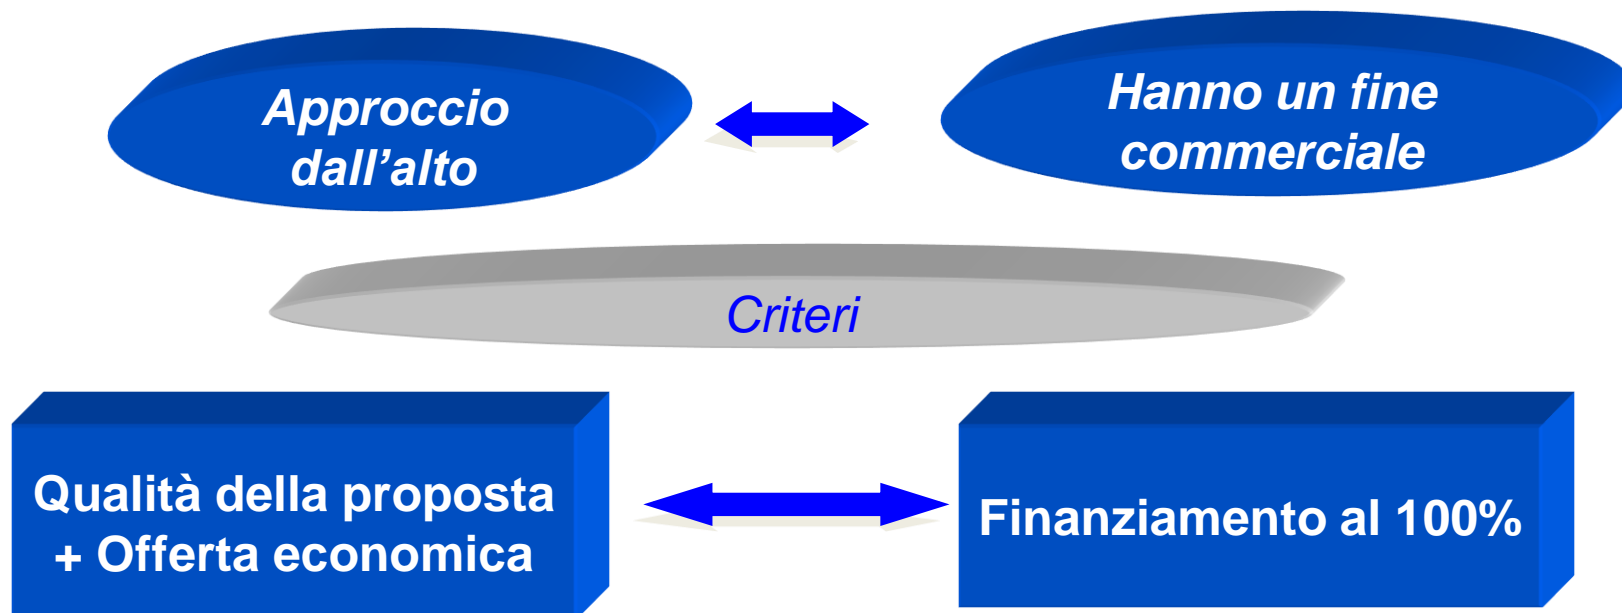 Approccio
dall’alto
Hanno un fine
commerciale
Criteri
Qualità della proposta
+ Offerta economica
Finanziamento al 100%